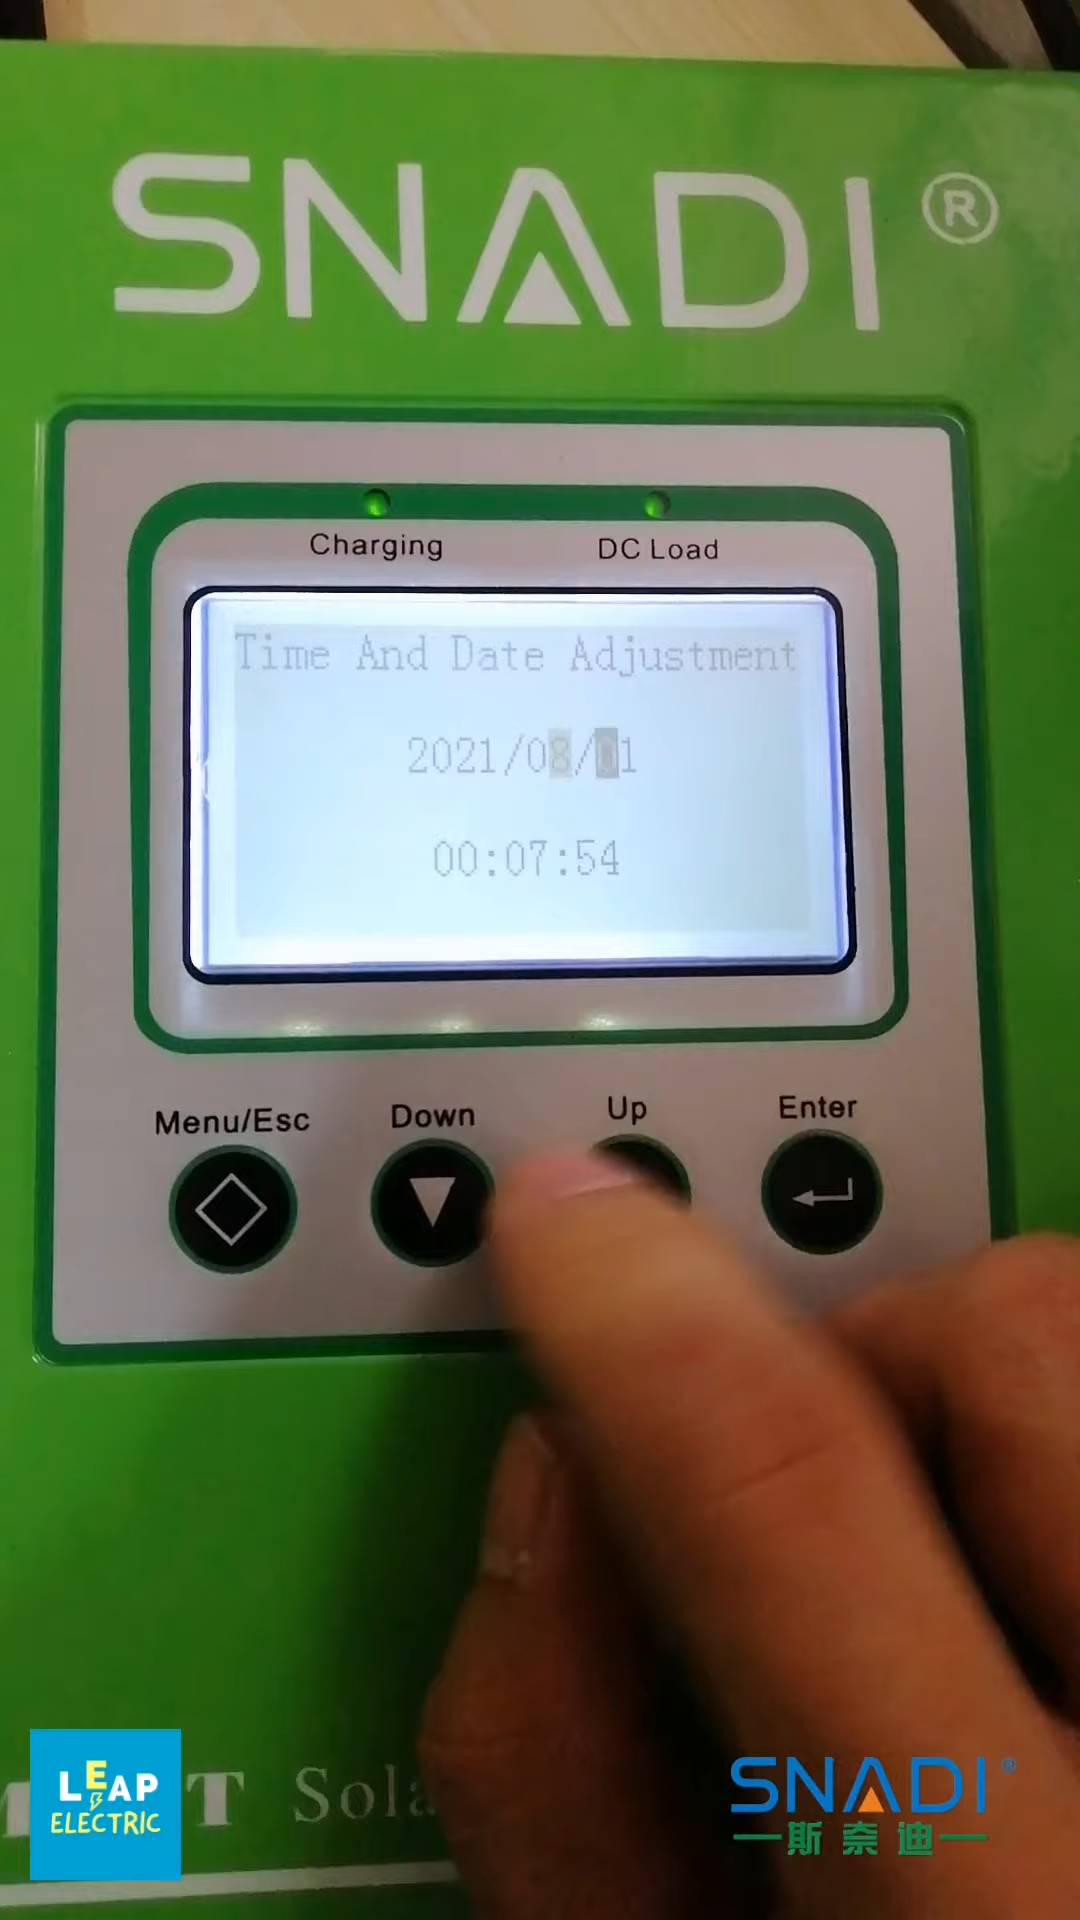 SNADI®
Charging
DC Load
Time And Date Adjustment
2021/08/01
00:07:54
Menu/Esc
Down
Up
Enter
T
LEAP
ELECTRIC
SNADI®
斯奈迪